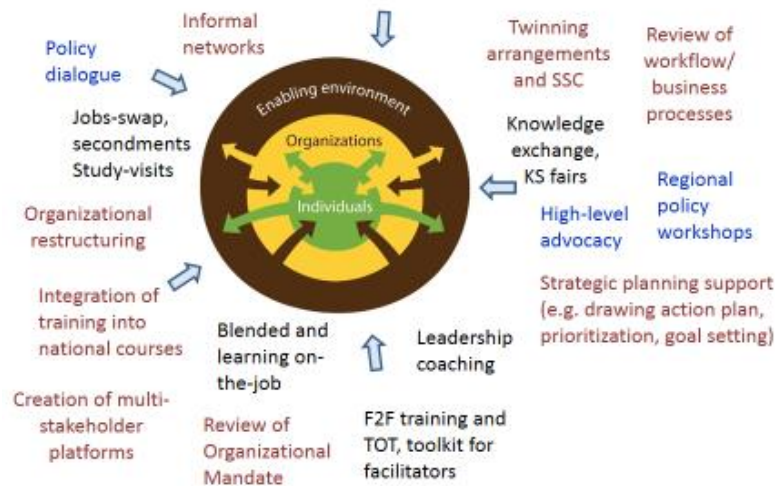 Informal
networks
Policy
dialogue
Twinning
arrangements
and SSC
Review of
workflow/
business
processes
Enabling environment
Organizations
Individuals
Jobs-swap,
secondments
Study-visits
Knowledge
exchange,
KS fairs
Regional
policy
workshops
High-level
advocacy
Organizational
restructuring
Strategic planning support
(e.g. drawing action plan,
prioritization, goal setting)
Integration of
training into
national courses
Blended and
learning on-
the-job
Leadership
coaching
Creation of multi-
stakeholder
platforms
Review of
Organizational
Mandate
F2F training and
TOT, toolkit for
facilitators